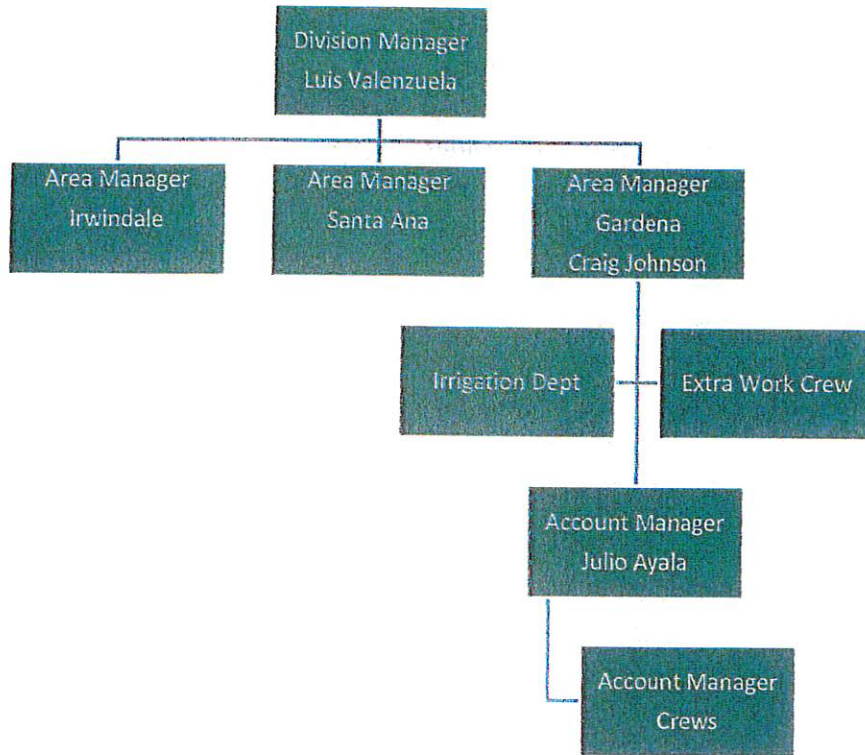 Division Manager
Luis Valenzuela
Area Manager
Irwindale
Area Manager
Santa Ana
Area Manager
Gardena
Craig Johnson
Irrigation Dept
Extra Work Crew
Account Manager
Julio Ayala
Account Manager
Crews